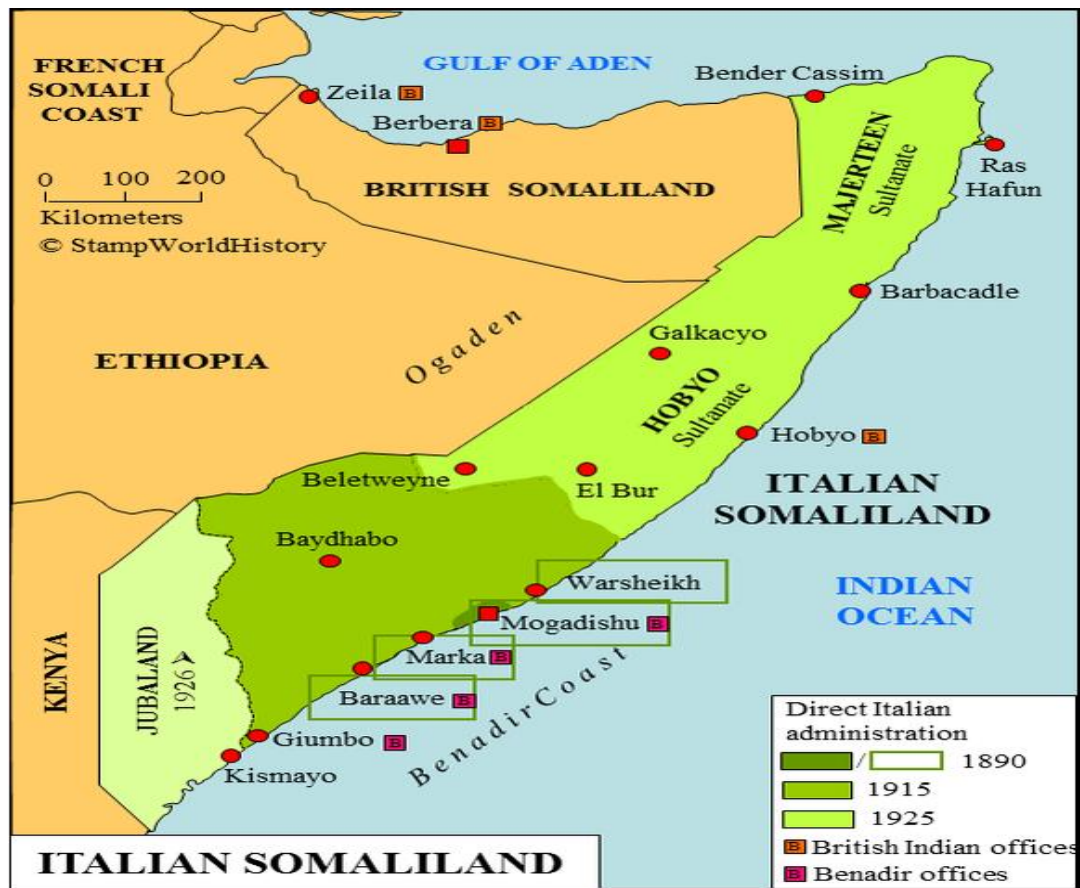 FRENCH
SOMALI
COAST
GULF OF ADEN
Bender Cassim
Zeila B
Berbera B
BRITISH SOMALILAND
MAJERTEEN
Sultanate
Ras
Hafun
0 100 200
Kilometers
© StampWorldHistory
Barbacadle
Ogaden
Galkacyo
ETHIOPIA
HOBYO
Sultanate
Hobyo B
Beletweyne
El Bur
ITALIAN
SOMALILAND
Baydhabo
Warsheikh
INDIAN
OCEAN
Mogadishu B
Marka B
Baraawe B
Benadir Coast
KENYA
JUBALAND
1926
Giumbo B
Kismayo
Direct Italian
administration
/ 1890
1915
1925
B British Indian offices
B Benadir offices
ITALIAN SOMALILAND